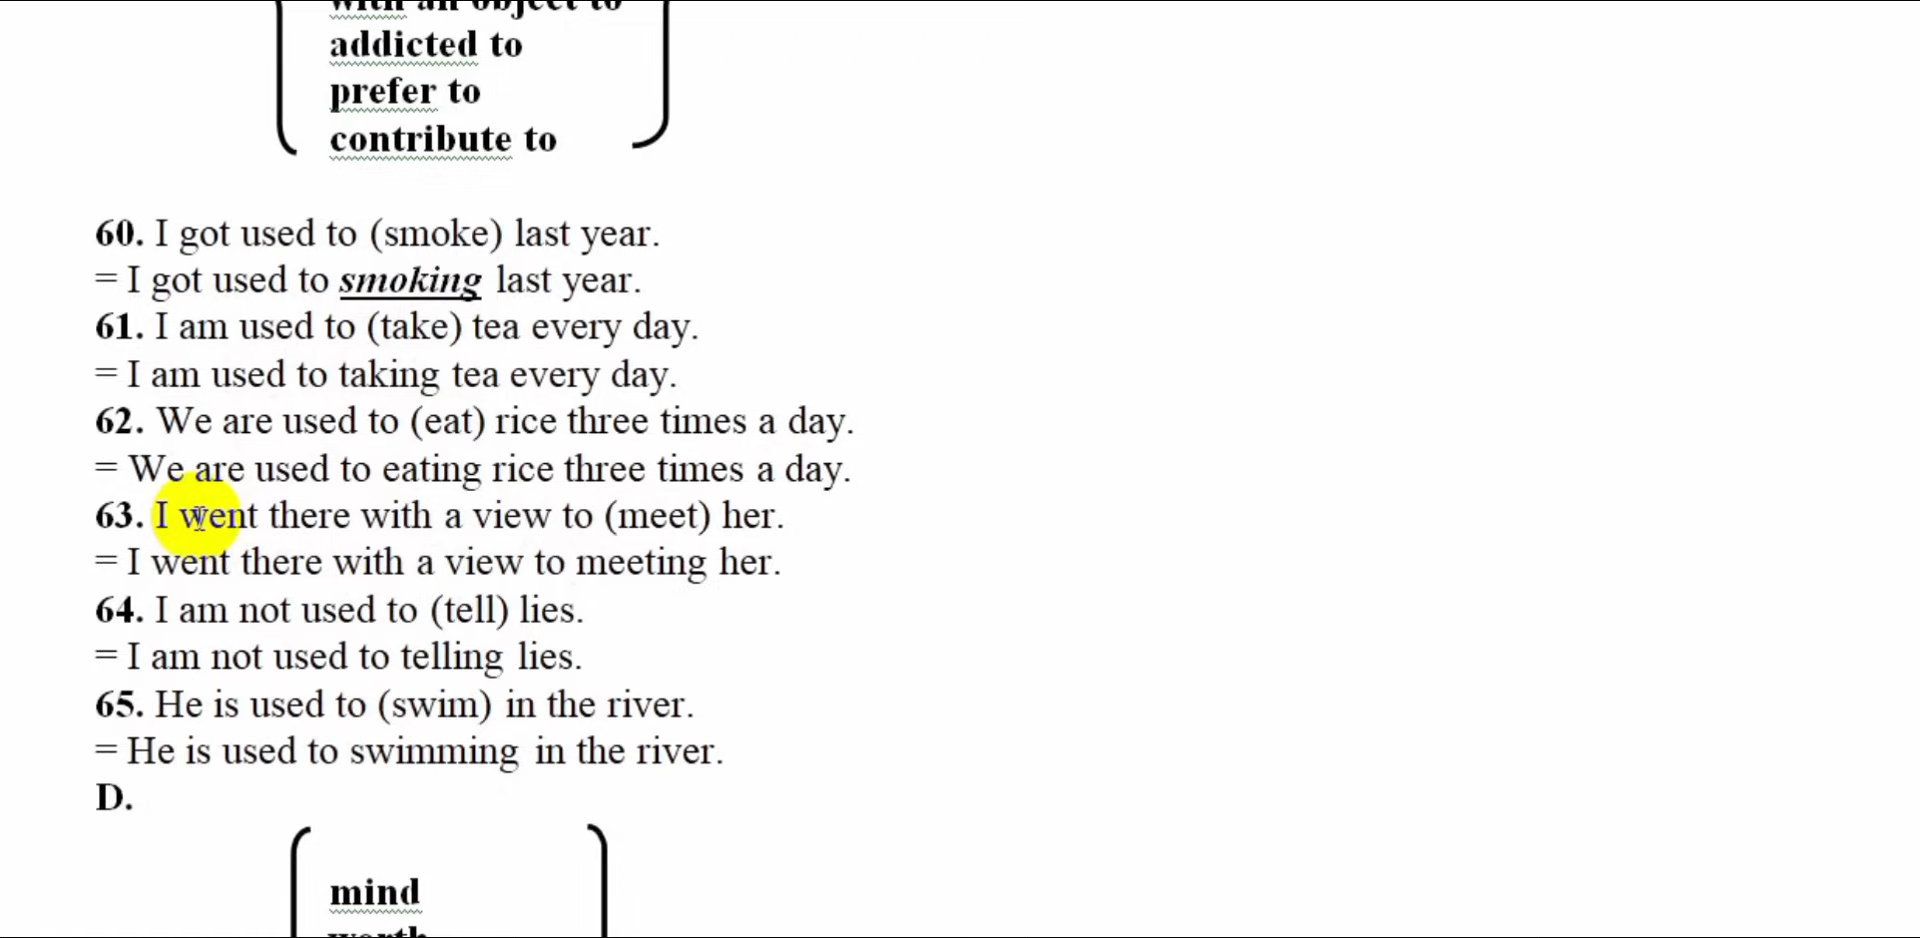 with an object to
addicted to
prefer to
contribute to
60. I got used to (smoke) last year.
= I got used to smoking last year.
61. I am used to (take) tea every day.
= I am used to taking tea every day.
62. We are used to (eat) rice three times a day.
= We are used to eating rice three times a day.
63. I went there with a view to (meet) her.
= I went there with a view to meeting her.
64. I am not used to (tell) lies.
= I am not used to telling lies.
65. He is used to (swim) in the river.
= He is used to swimming in the river.
D.
mind
worth